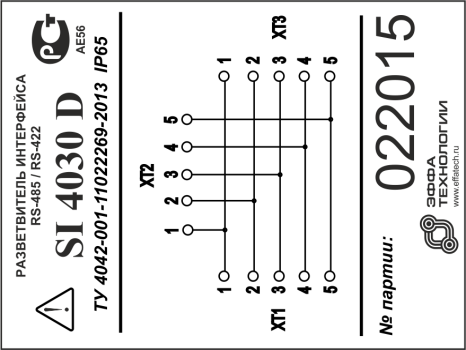 РАЗВЕТВИТЕЛЬ ИНТЕРФЕЙСА
RS-485 / RS-422
SI 4030 D
ТУ 4042-001-11022269-2013 IP65
РСТ
АЕ56
XT2
1 2 3 4 5
XT1
1 2 3 4 5
XT3
1 2 3 4 5
№ партии:
022015
ЭФФА
ТЕХНОЛОГИИ
www.effatech.ru